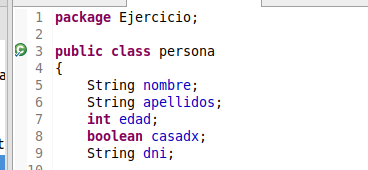 1 package Ejercicio;
2
3 public class persona
4 {
5 String nombre;
6 String apellidos;
7 int edad;
8 boolean casadx;
9 String dni;